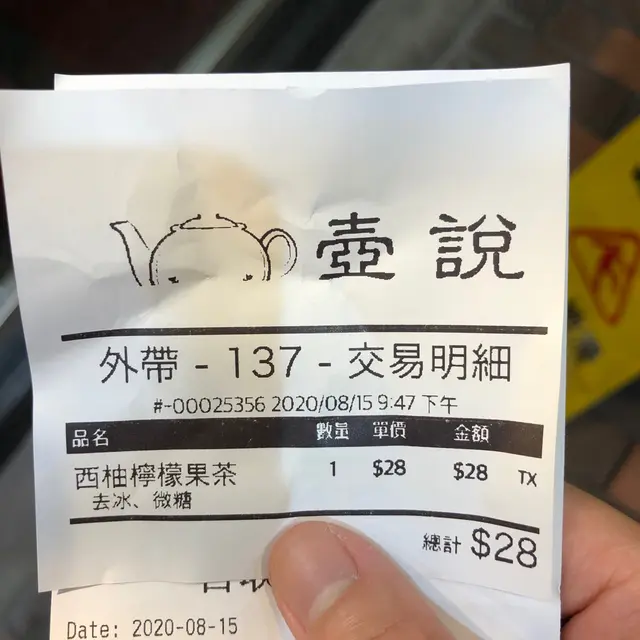 壺說
外帶 - 137 - 交易明細
#-00025356 2020/08/15 9:47 下午
品名 數量 單價 金額
西柚檸檬果茶 1 $28 $28 TX
去冰、微糖
總計 $28
Date: 2020-08-15